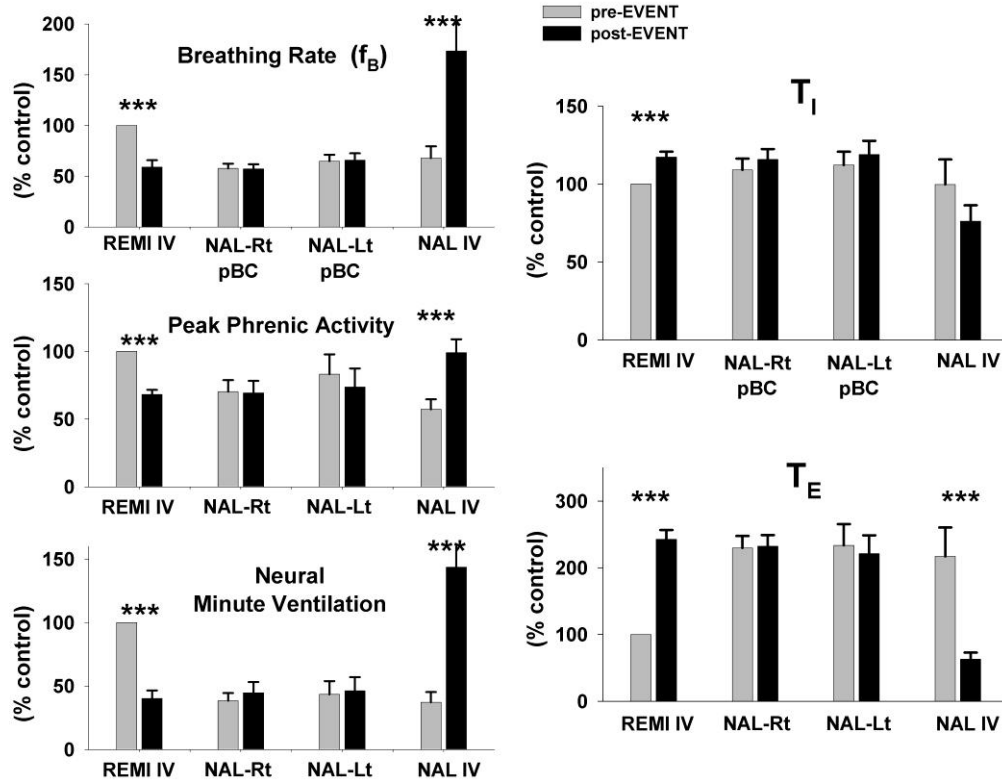 pre-EVENT
post-EVENT
Breathing Rate (f_B)
(% control)
200
150
100
50
0
***
***
REMI IV NAL-Rt NAL-Lt NAL IV
pBC pBC
Peak Phrenic Activity
(% control)
100
50
0
***
***
REMI IV NAL-Rt NAL-Lt NAL IV
Neural
Minute Ventilation
(% control)
150
100
50
0
***
***
REMI IV NAL-Rt NAL-Lt NAL IV
T_I
(% control)
150
100
50
0
***
REMI IV NAL-Rt NAL-Lt NAL IV
pBC pBC
T_E
(% control)
300
200
100
0
***
***
REMI IV NAL-Rt NAL-Lt NAL IV